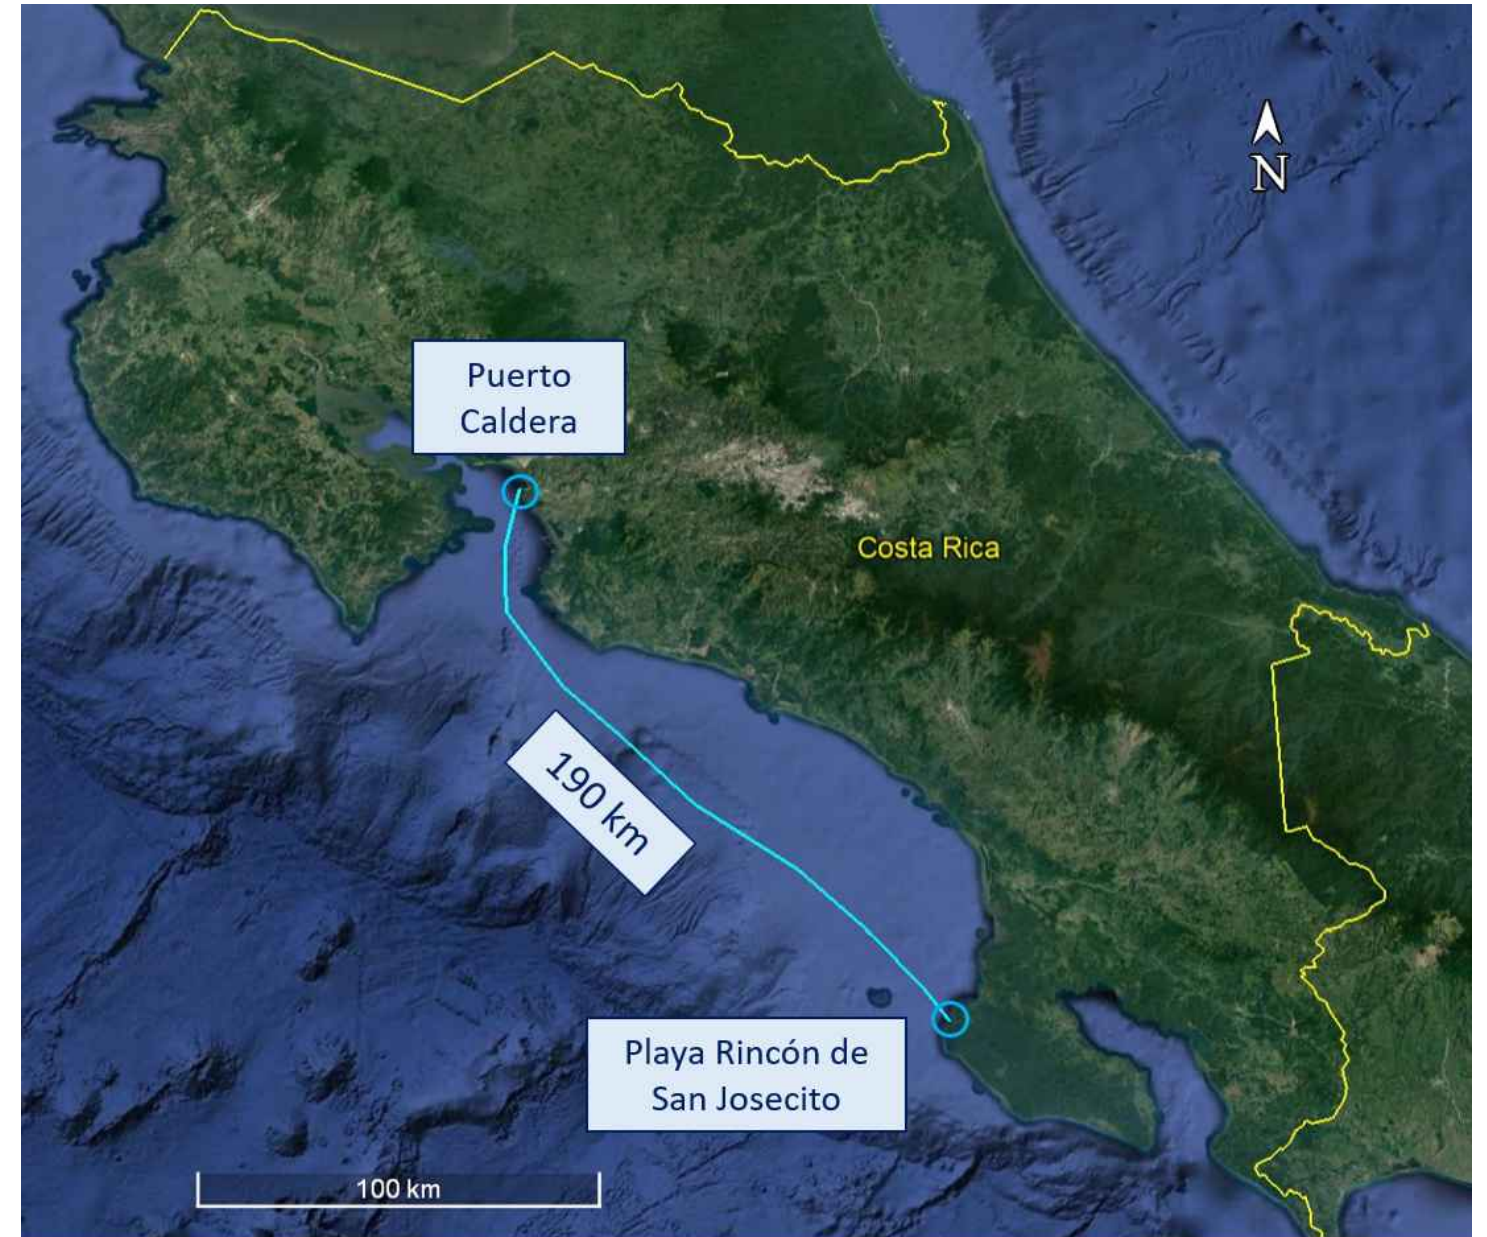 N
Puerto
Caldera
Costa Rica
190 km
Playa Rincón de
San Josecito
100 km